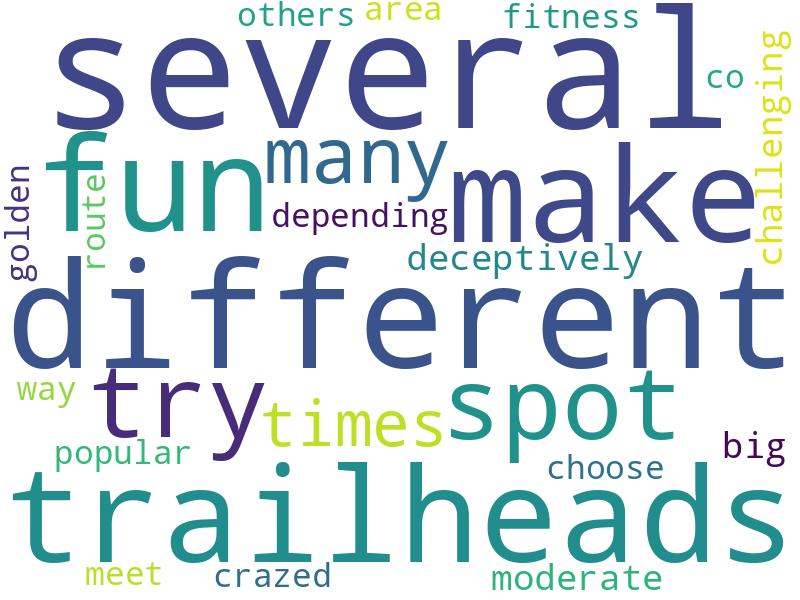 others
area
fitness
several
co
challenging
fun
many
make
golden
route
depending
deceptively
different
way
try
times
spot
popular
choose
big
trailheads
meet
crazed
moderate